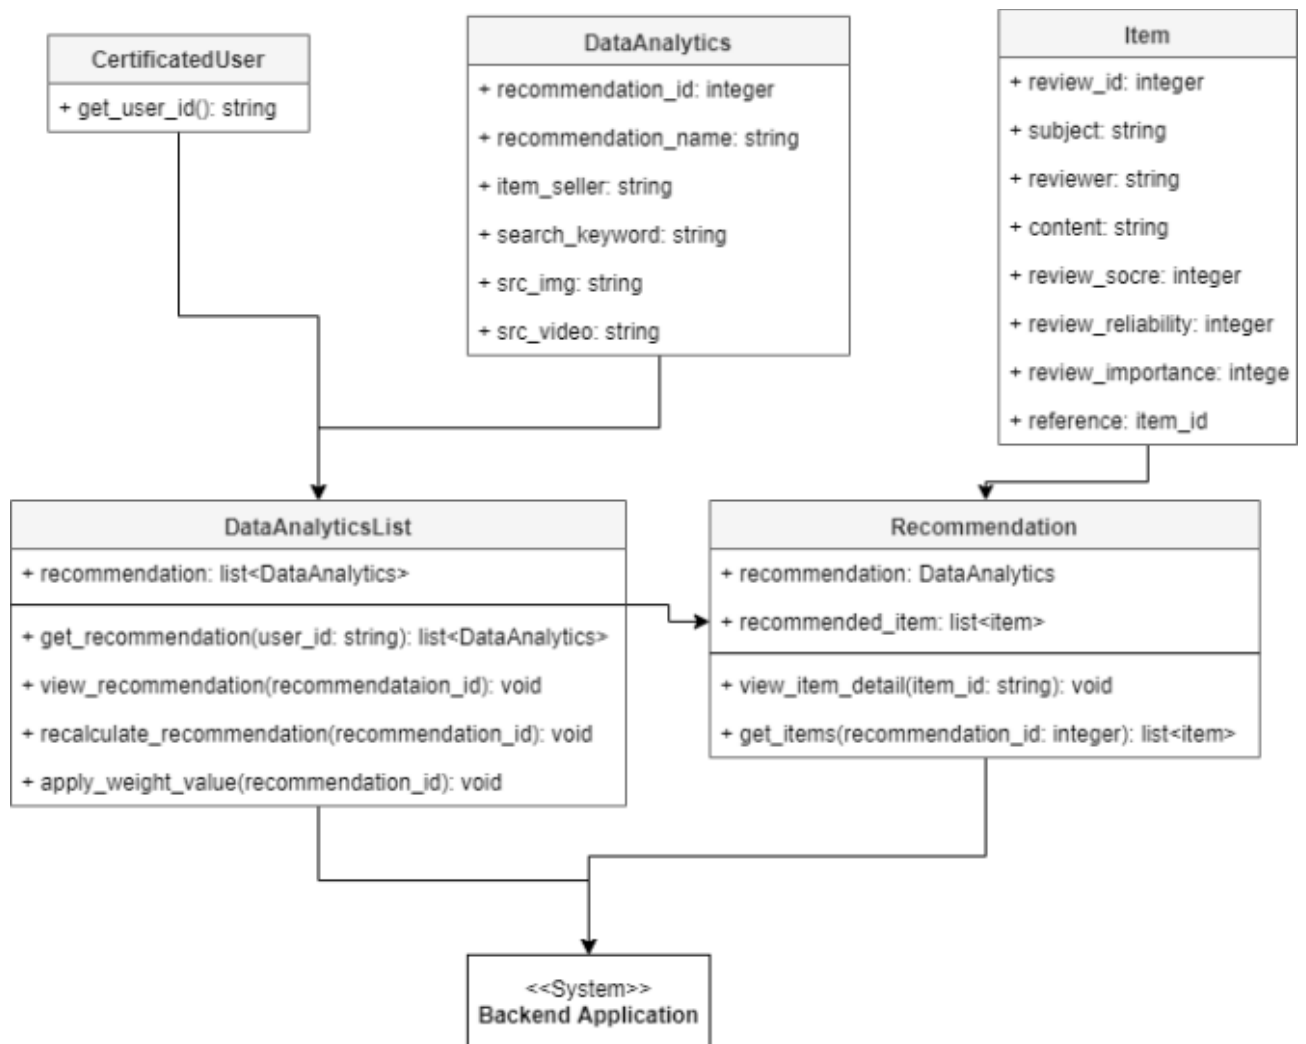 CertificatedUser
+ get_user_id(): string
DataAnalytics
+ recommendation_id: integer
+ recommendation_name: string
+ item_seller: string
+ search_keyword: string
+ src_img: string
+ src_video: string
Item
+ review_id: integer
+ subject: string
+ reviewer: string
+ content: string
+ review_socre: integer
+ review_reliability: integer
+ review_importance: intege
+ reference: item_id
DataAnalyticsList
+ recommendation: list<DataAnalytics>
+ get_recommendation(user_id: string): list<DataAnalytics>
+ view_recommendation(recommendataion_id): void
+ recalculate_recommendation(recommendation_id): void
+ apply_weight_value(recommendation_id): void
Recommendation
+ recommendation: DataAnalytics
+ recommended_item: list<item>
+ view_item_detail(item_id: string): void
+ get_items(recommendation_id: integer): list<item>
<<System>>
Backend Application